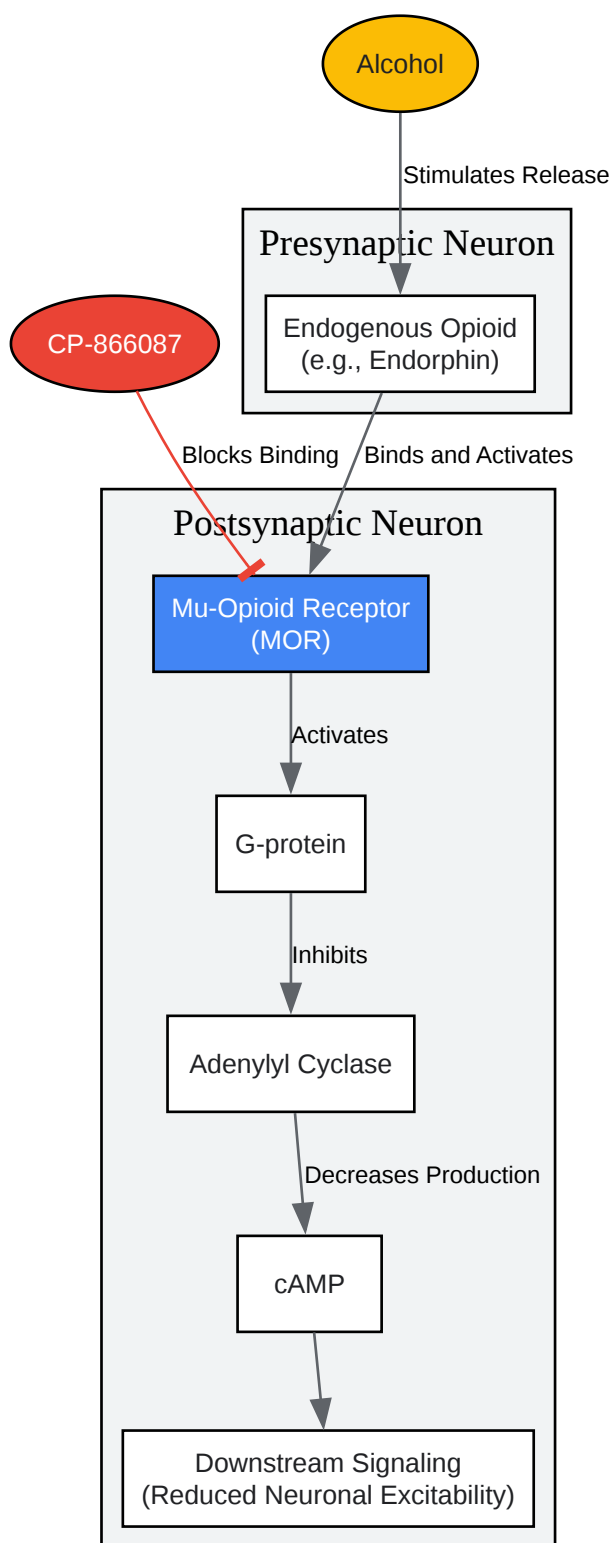 Alcohol
Stimulates Release
Presynaptic Neuron
Endogenous Opioid
(e.g., Endorphin)
CP-866087
Blocks Binding
Binds and Activates
Postsynaptic Neuron
Mu-Opioid Receptor
(MOR)
Activates
G-protein
Inhibits
Adenylyl Cyclase
Decreases Production
cAMP
Downstream Signaling
(Reduced Neuronal Excitability)